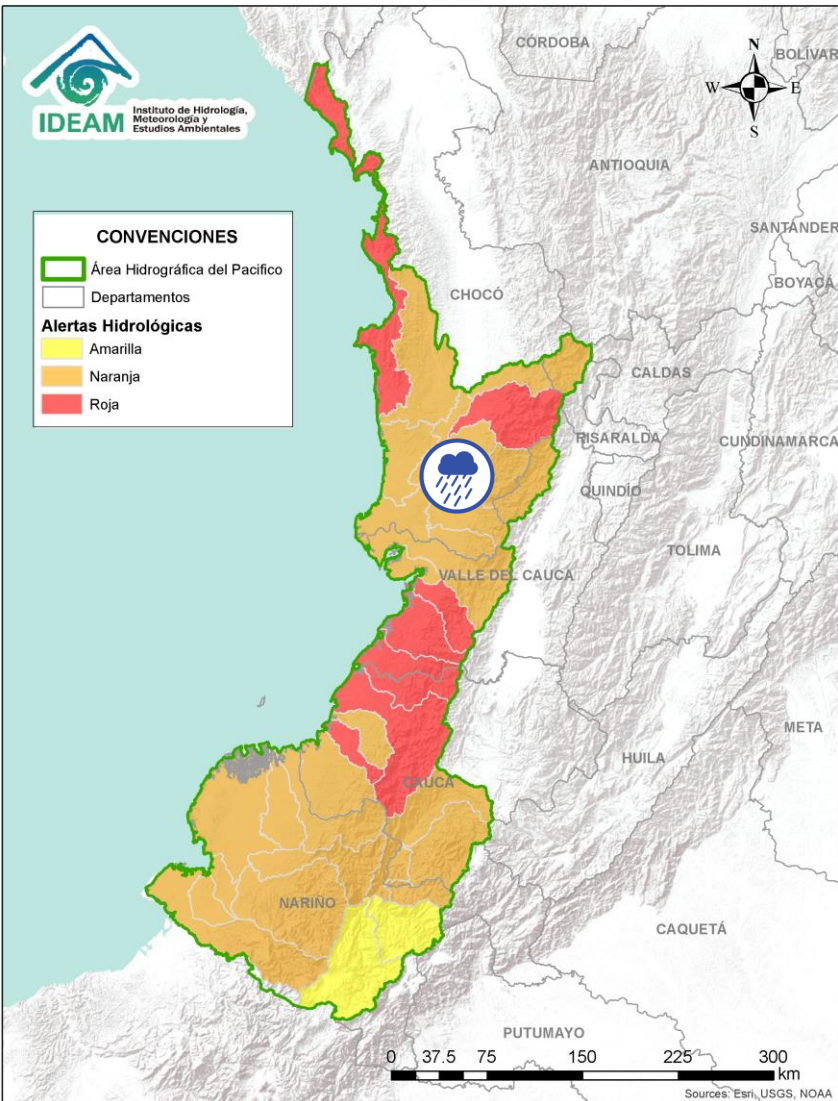 IDEAM
Instituto de Hidrología,
Meteorología y
Estudios Ambientales
N
W E
S
CÓRDOBA
BOLÍVAR
ANTIOQUIA
SANTANDER
BOYACÁ
CHOCÓ
CALDAS
RISARALDA
CUNDINAMARCA
QUINDÍO
TOLIMA
VALLE DEL CAUCA
META
HUILA
CAUCA
NARIÑO
CAQUETÁ
PUTUMAYO
CONVENCIONES
Área Hidrográfica del Pacifico
Departamentos
Alertas Hidrológicas
Amarilla
Naranja
Roja
0 37.5 75 150 225 300
km
Sources: Esri, USGS, NOAA